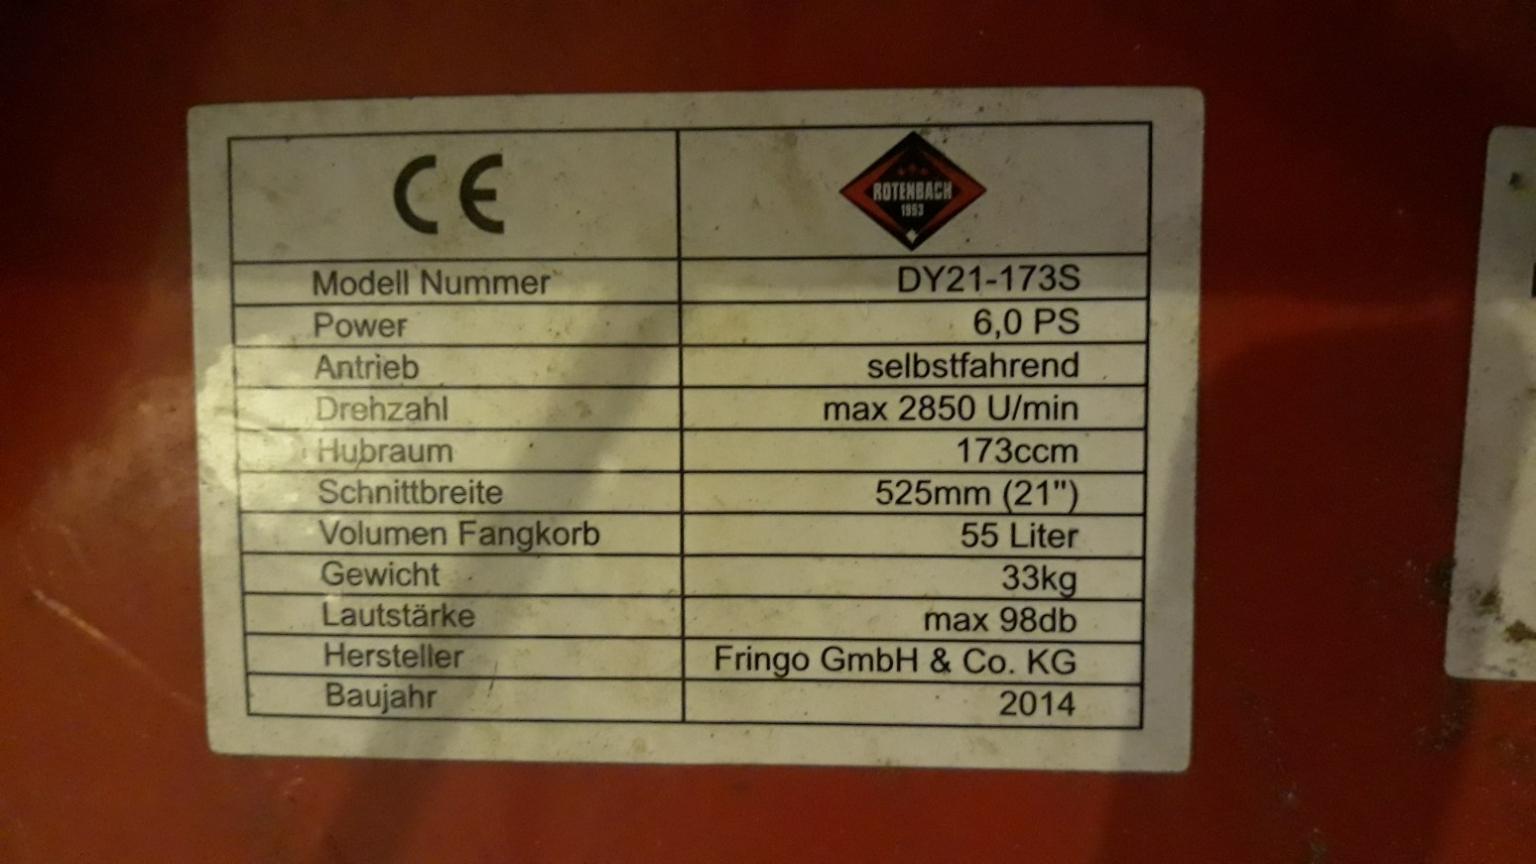 CE
ROTENBACH
1953
Modell Nummer DY21-173S
Power 6,0 PS
Antrieb selbstfahrend
Drehzahl max 2850 U/min
Hubraum 173ccm
Schnittbreite 525mm (21")
Volumen Fangkorb 55 Liter
Gewicht 33kg
Lautstärke max 98db
Hersteller Fringo GmbH & Co. KG
Baujahr 2014